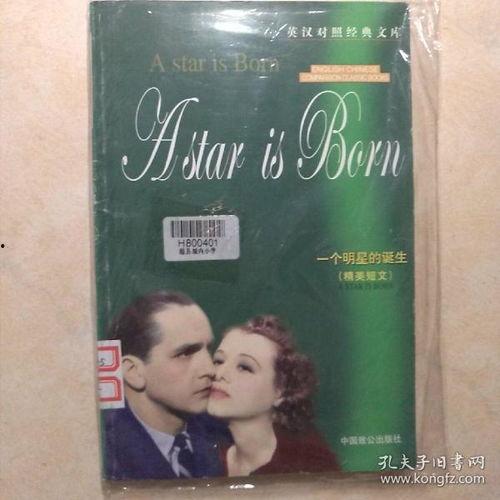 英汉对照经典文库
A star is Born
ENGLISH CHINESE
COMPARISON CLASSIC BOOKS
A star is Born
H800401
一个明星的诞生
(精美短文)
A STAR IS BORN
中国致公出版社
孔夫子旧书网
www.kongfz.com